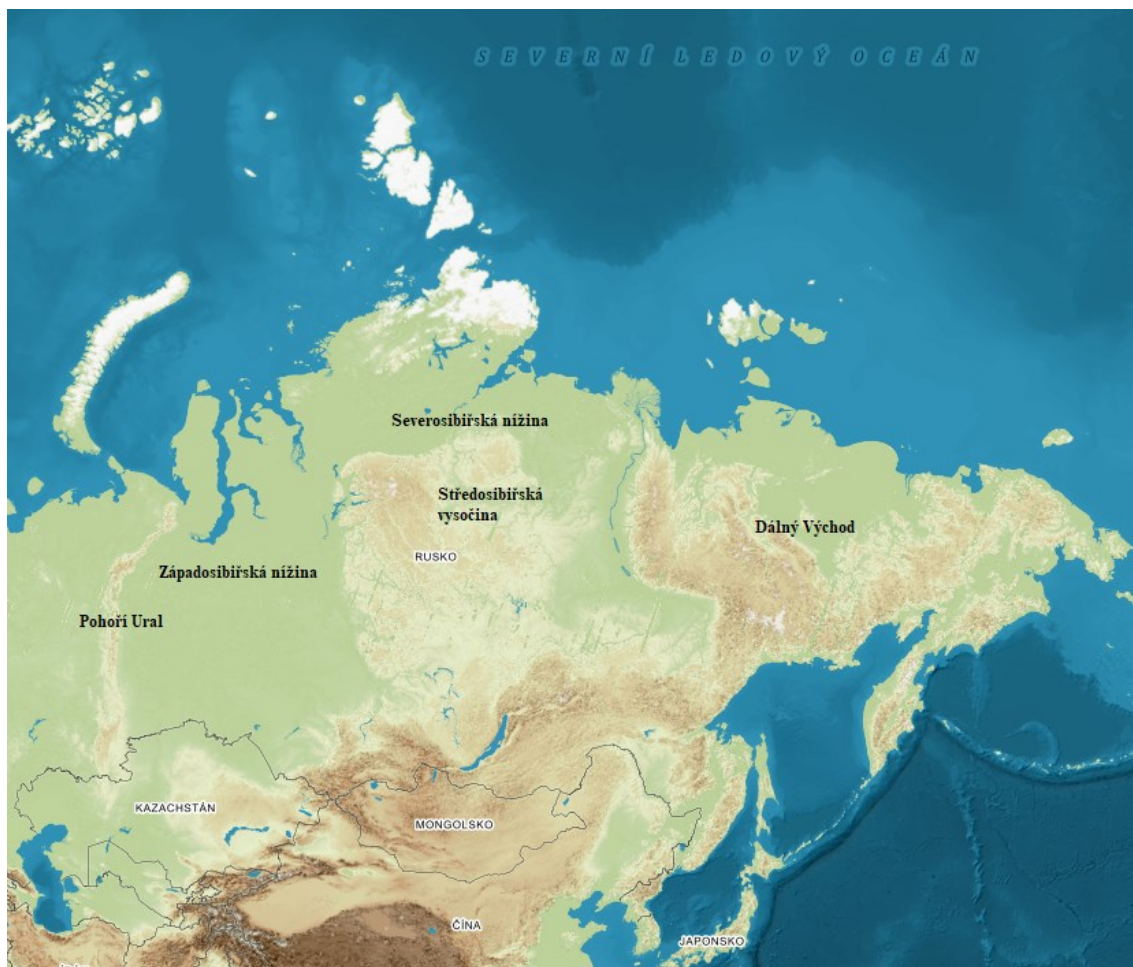 SEVERNÍ LEDOVÝ OCEÁN
Severosibiřská nížina
Středosibiřská
vysočina
Dálný Východ
RUSKO
Západosibiřská nížina
Pohoří Ural
KAZACHSTÁN
MONGOLSKO
ČÍNA
JAPONSKO